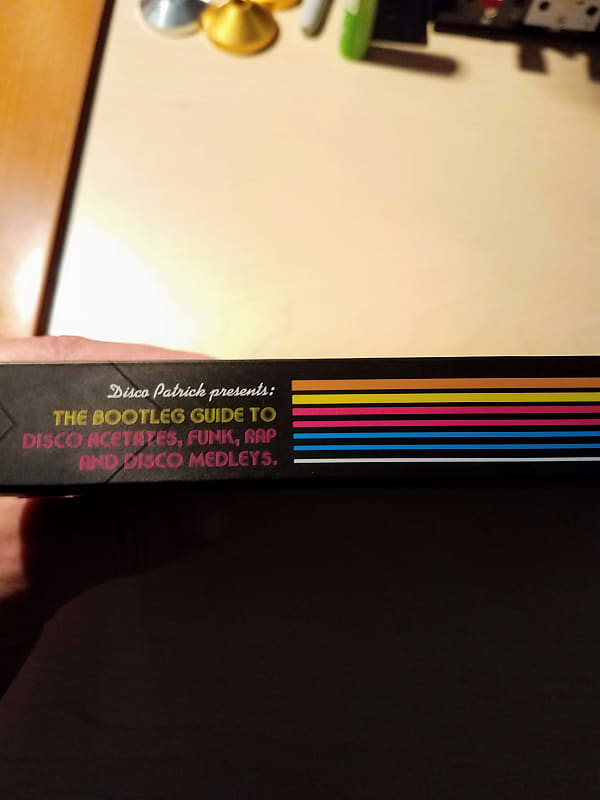 Disco Patrick presents:
THE BOOTLEG GUIDE TO
DISCO ACETATES, FUNK, RAP
AND DISCO MEDLEYS.